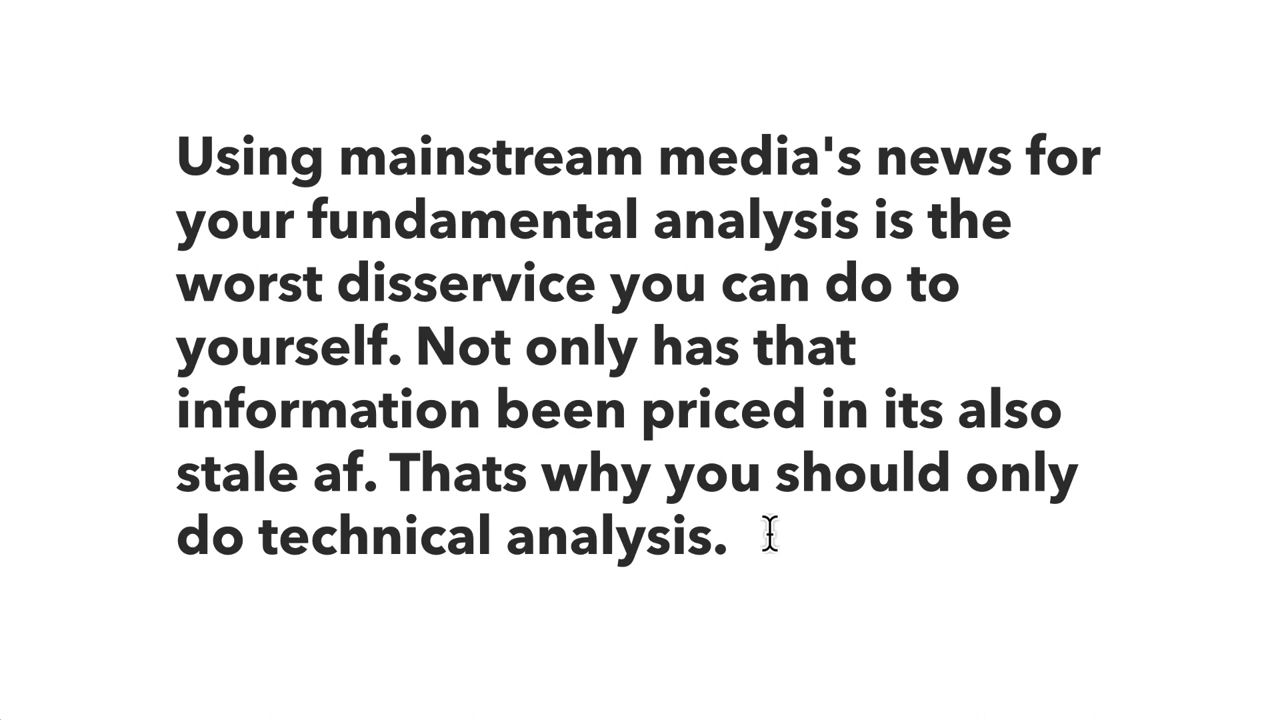 Using mainstream media's news for
your fundamental analysis is the
worst disservice you can do to
yourself. Not only has that
information been priced in its also
stale af. Thats why you should only
do technical analysis.